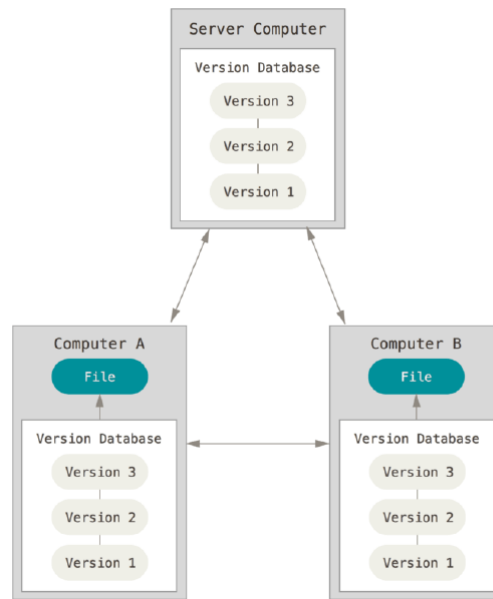 Server Computer
Version Database
Version 3
Version 2
Version 1
Computer A
File
Version Database
Version 3
Version 2
Version 1
Computer B
File
Version Database
Version 3
Version 2
Version 1